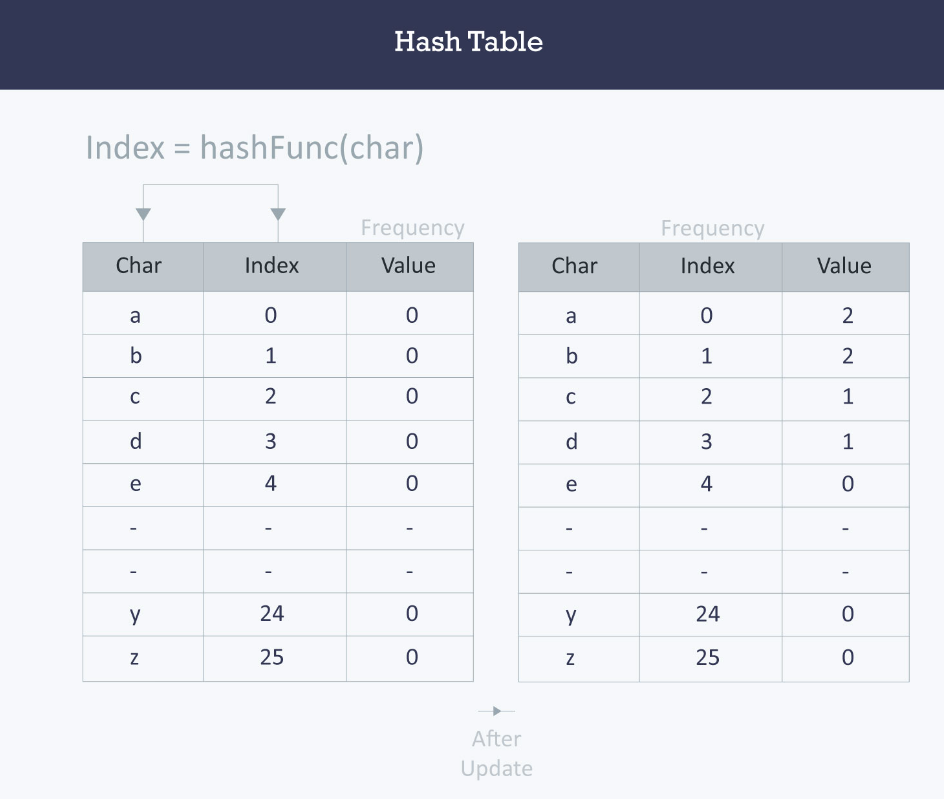 Hash Table
Index = hashFunc(char)
Frequency
Char Index Value
a 0 0
b 1 0
c 2 0
d 3 0
e 4 0
- - -
- - -
y 24 0
z 25 0
Frequency
Char Index Value
a 0 2
b 1 2
c 2 1
d 3 1
e 4 0
- - -
- - -
y 24 0
z 25 0
After
Update